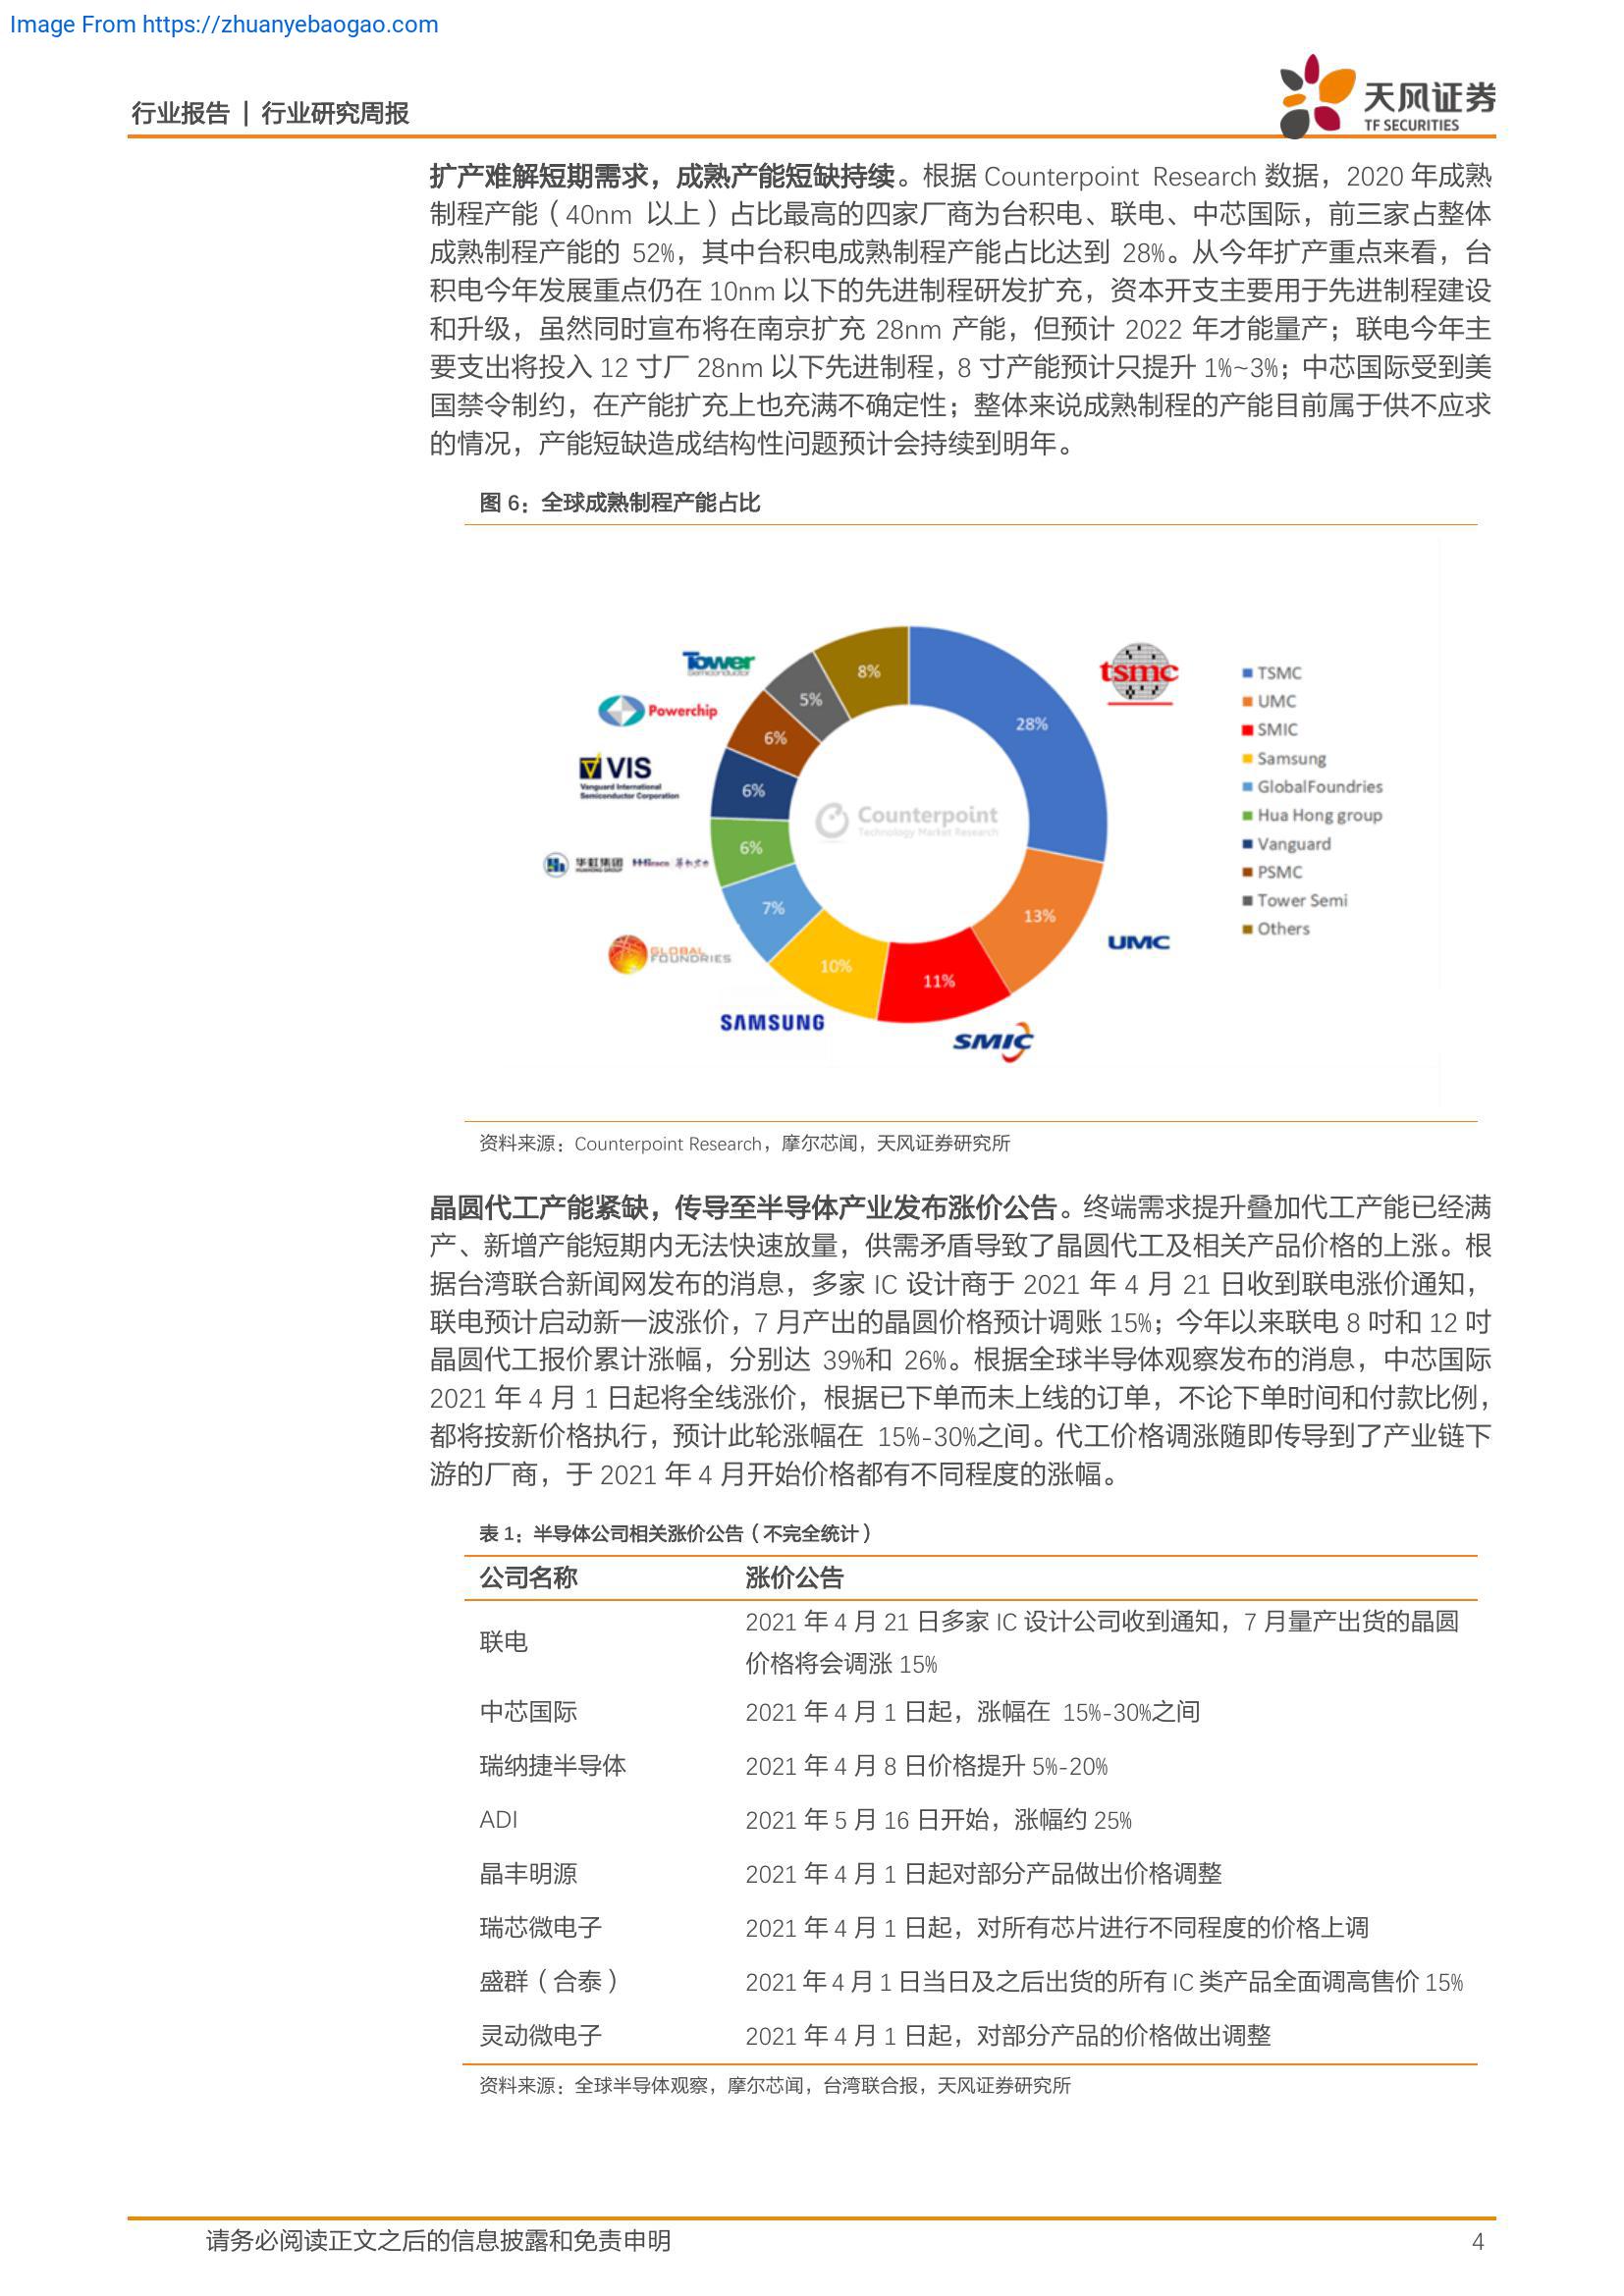 Image From https://zhuanyebaogao.com
行业报告 | 行业研究周报
天风证券
TF SECURITIES
扩产难解短期需求，成熟产能短缺持续。根据 Counterpoint Research 数据，2020 年成熟
制程产能（40nm 以上）占比最高的四家厂商为台积电、联电、中芯国际，前三家占整体
成熟制程产能的 52%，其中台积电成熟制程产能占比达到 28%。从今年扩产重点来看，台
积电今年发展重点仍在 10nm 以下的先进制程研发扩充，资本开支主要用于先进制程建设
和升级，虽然同时宣布将在南京扩充 28nm 产能，但预计 2022 年才能量产；联电今年主
要支出将投入 12 寸厂 28nm 以下先进制程，8 寸产能预计只提升 1%~3%；中芯国际受到美
国禁令制约，在产能扩充上也充满不确定性；整体来说成熟制程的产能目前属于供不应求
的情况，产能短缺造成结构性问题预计会持续到明年。
图 6：全球成熟制程产能占比
Tower
Semiconductor
Powerchip
VIS
Vanguard International
Semiconductor Corporation
华虹集团
HUAHONG GROUP
GLOBAL
FOUNDRIES
SAMSUNG
SMIC
UMC
tsmc
28%
13%
11%
10%
7%
6%
6%
6%
5%
8%
Counterpoint
Technology Market Research
TSMC
UMC
SMIC
Samsung
GlobalFoundries
Hua Hong group
Vanguard
PSMC
Tower Semi
Others
资料来源：Counterpoint Research，摩尔芯闻，天风证券研究所
晶圆代工产能紧缺，传导至半导体产业发布涨价公告。终端需求提升叠加代工产能已经满
产、新增产能短期内无法快速放量，供需矛盾导致了晶圆代工及相关产品价格的上涨。根
据台湾联合新闻网发布的消息，多家 IC 设计商于 2021 年 4 月 21 日收到联电涨价通知，
联电预计启动新一波涨价，7 月产出的晶圆价格预计调账 15%；今年以来联电 8 吋和 12 吋
晶圆代工报价累计涨幅，分别达 39%和 26%。根据全球半导体观察发布的消息，中芯国际
2021 年 4 月 1 日起将全线涨价，根据已下单而未上线的订单，不论下单时间和付款比例，
都将按新价格执行，预计此轮涨幅在 15%-30%之间。代工价格调涨随即传导到了产业链下
游的厂商，于 2021 年 4 月开始价格都有不同程度的涨幅。
表 1：半导体公司相关涨价公告（不完全统计）
公司名称 涨价公告
联电 2021 年 4 月 21 日多家 IC 设计公司收到通知，7 月量产出货的晶圆
价格将会调涨 15%
中芯国际 2021 年 4 月 1 日起，涨幅在 15%-30%之间
瑞纳捷半导体 2021 年 4 月 8 日价格提升 5%-20%
ADI 2021 年 5 月 16 日开始，涨幅约 25%
晶丰明源 2021 年 4 月 1 日起对部分产品做出价格调整
瑞芯微电子 2021 年 4 月 1 日起，对所有芯片进行不同程度的价格上调
盛群（合泰） 2021 年 4 月 1 日当日及之后出货的所有 IC 类产品全面调高售价 15%
灵动微电子 2021 年 4 月 1 日起，对部分产品的价格做出调整
资料来源：全球半导体观察，摩尔芯闻，台湾联合报，天风证券研究所
请务必阅读正文之后的信息披露和免责申明
4